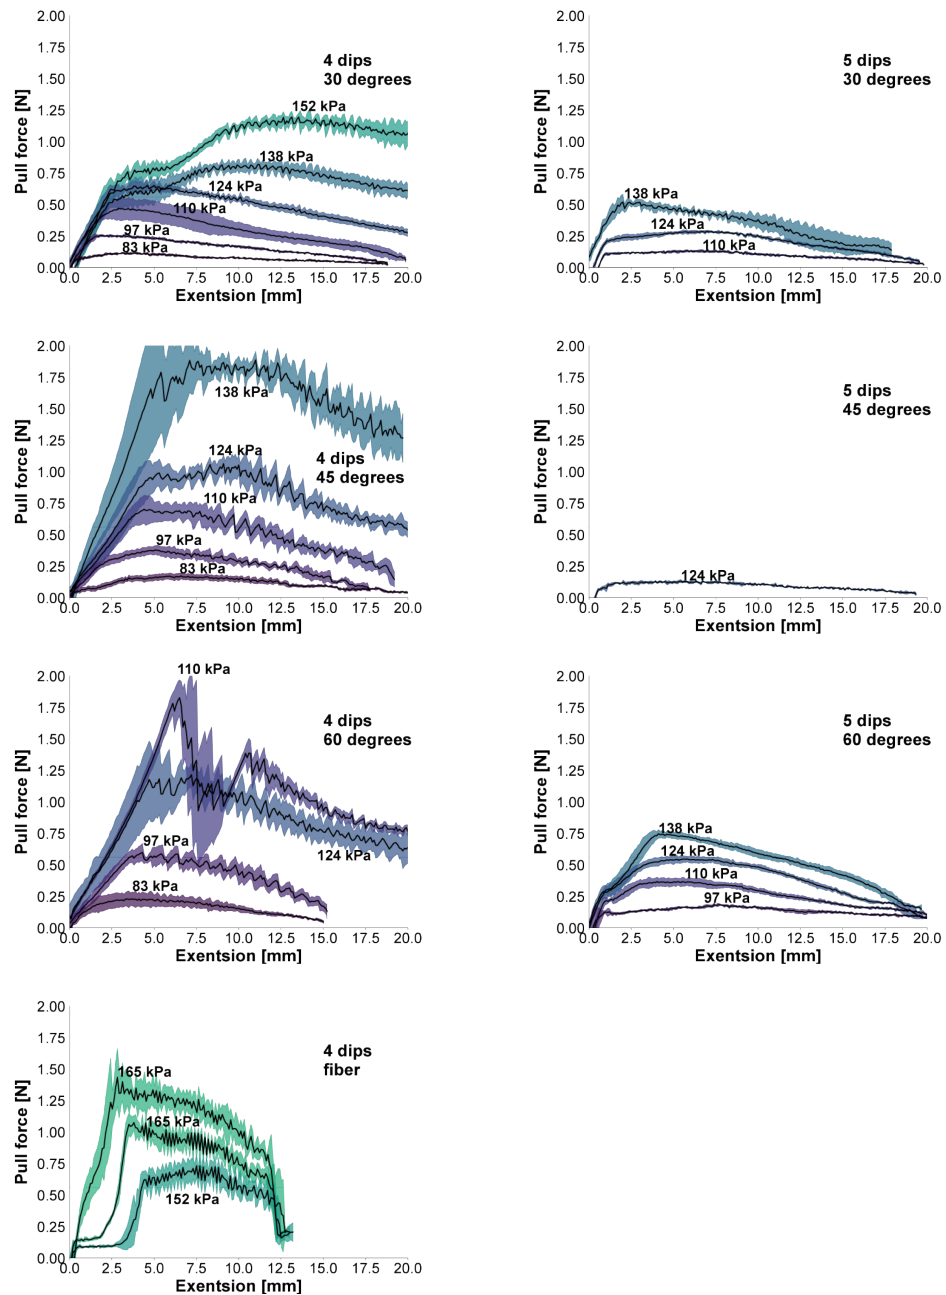 2.00
1.75
1.50
1.25
1.00
0.75
0.50
0.25
0.00
Pull force [N]
4 dips
30 degrees
152 kPa
138 kPa
124 kPa
110 kPa
97 kPa
83 kPa
0.0 2.5 5.0 7.5 10.0 12.5 15.0 17.5 20.0
Exentsion [mm]
2.00
1.75
1.50
1.25
1.00
0.75
0.50
0.25
0.00
Pull force [N]
5 dips
30 degrees
138 kPa
124 kPa
110 kPa
0.0 2.5 5.0 7.5 10.0 12.5 15.0 17.5 20.0
Exentsion [mm]
2.00
1.75
1.50
1.25
1.00
0.75
0.50
0.25
0.00
Pull force [N]
138 kPa
124 kPa
4 dips
45 degrees
110 kPa
97 kPa
83 kPa
0.0 2.5 5.0 7.5 10.0 12.5 15.0 17.5 20.0
Exentsion [mm]
2.00
1.75
1.50
1.25
1.00
0.75
0.50
0.25
0.00
Pull force [N]
5 dips
45 degrees
124 kPa
0.0 2.5 5.0 7.5 10.0 12.5 15.0 17.5 20.0
Exentsion [mm]
2.00
1.75
1.50
1.25
1.00
0.75
0.50
0.25
0.00
Pull force [N]
110 kPa
4 dips
60 degrees
97 kPa
124 kPa
83 kPa
0.0 2.5 5.0 7.5 10.0 12.5 15.0 17.5 20.0
Exentsion [mm]
2.00
1.75
1.50
1.25
1.00
0.75
0.50
0.25
0.00
Pull force [N]
5 dips
60 degrees
138 kPa
124 kPa
110 kPa
97 kPa
0.0 2.5 5.0 7.5 10.0 12.5 15.0 17.5 20.0
Exentsion [mm]
2.00
1.75
1.50
1.25
1.00
0.75
0.50
0.25
0.00
Pull force [N]
4 dips
fiber
165 kPa
165 kPa
152 kPa
0.0 2.5 5.0 7.5 10.0 12.5 15.0 17.5 20.0
Exentsion [mm]